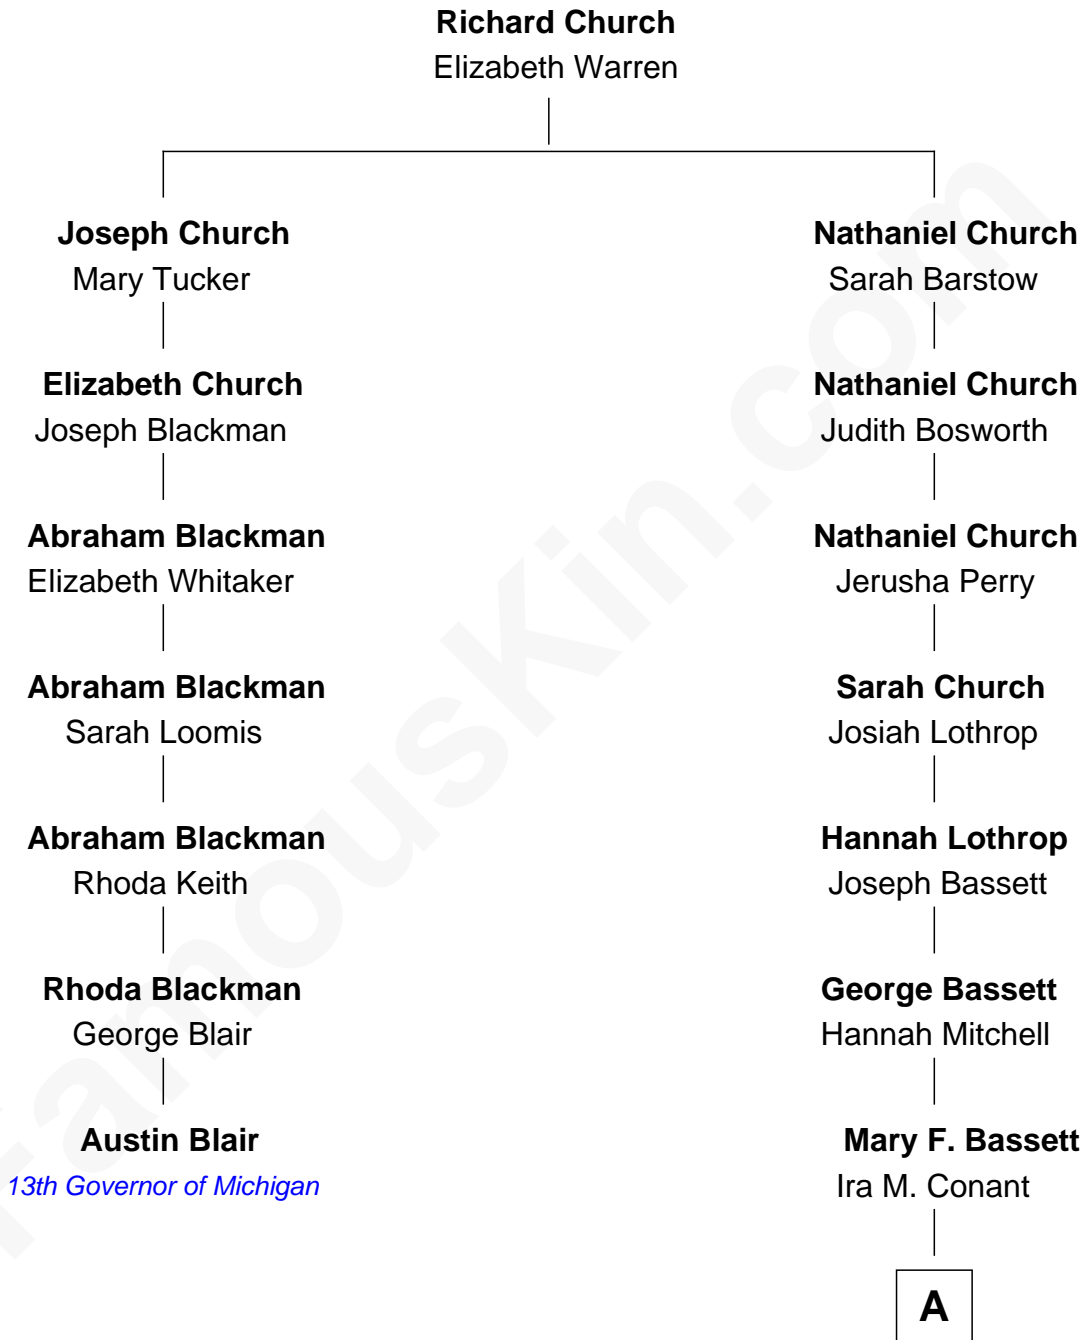 Richard Church
Elizabeth Warren
Joseph Church
Mary Tucker
Nathaniel Church
Sarah Barstow
Elizabeth Church
Joseph Blackman
Nathaniel Church
Judith Bosworth
Abraham Blackman
Elizabeth Whitaker
Nathaniel Church
Jerusha Perry
Abraham Blackman
Sarah Loomis
Sarah Church
Josiah Lothrop
Abraham Blackman
Rhoda Keith
Hannah Lothrop
Joseph Bassett
Rhoda Blackman
George Blair
George Bassett
Hannah Mitchell
Austin Blair
13th Governor of Michigan
Mary F. Bassett
Ira M. Conant
A
FamousKin.com